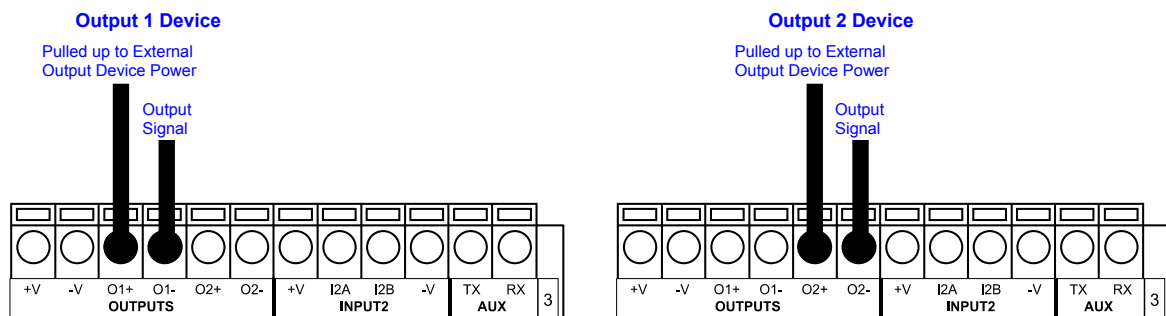 Output 1 Device
Pulled up to External
Output Device Power
Output
Signal
+V -V O1+ O1- O2+ O2- +V I2A I2B -V TX RX
OUTPUTS INPUT2 AUX 3
Output 2 Device
Pulled up to External
Output Device Power
Output
Signal
+V -V O1+ O1- O2+ O2- +V I2A I2B -V TX RX
OUTPUTS INPUT2 AUX 3